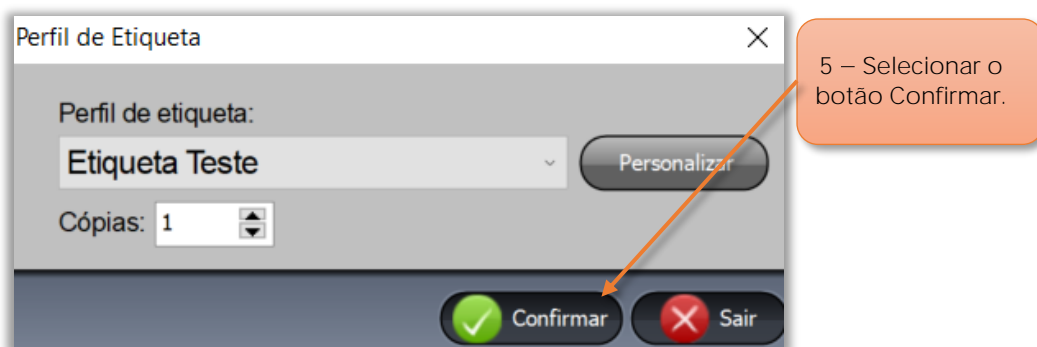 Perfil de Etiqueta
5 – Selecionar o
botão Confirmar.
Perfil de etiqueta:
Etiqueta Teste
Personalizar
Cópias: 1
Confirmar
Sair